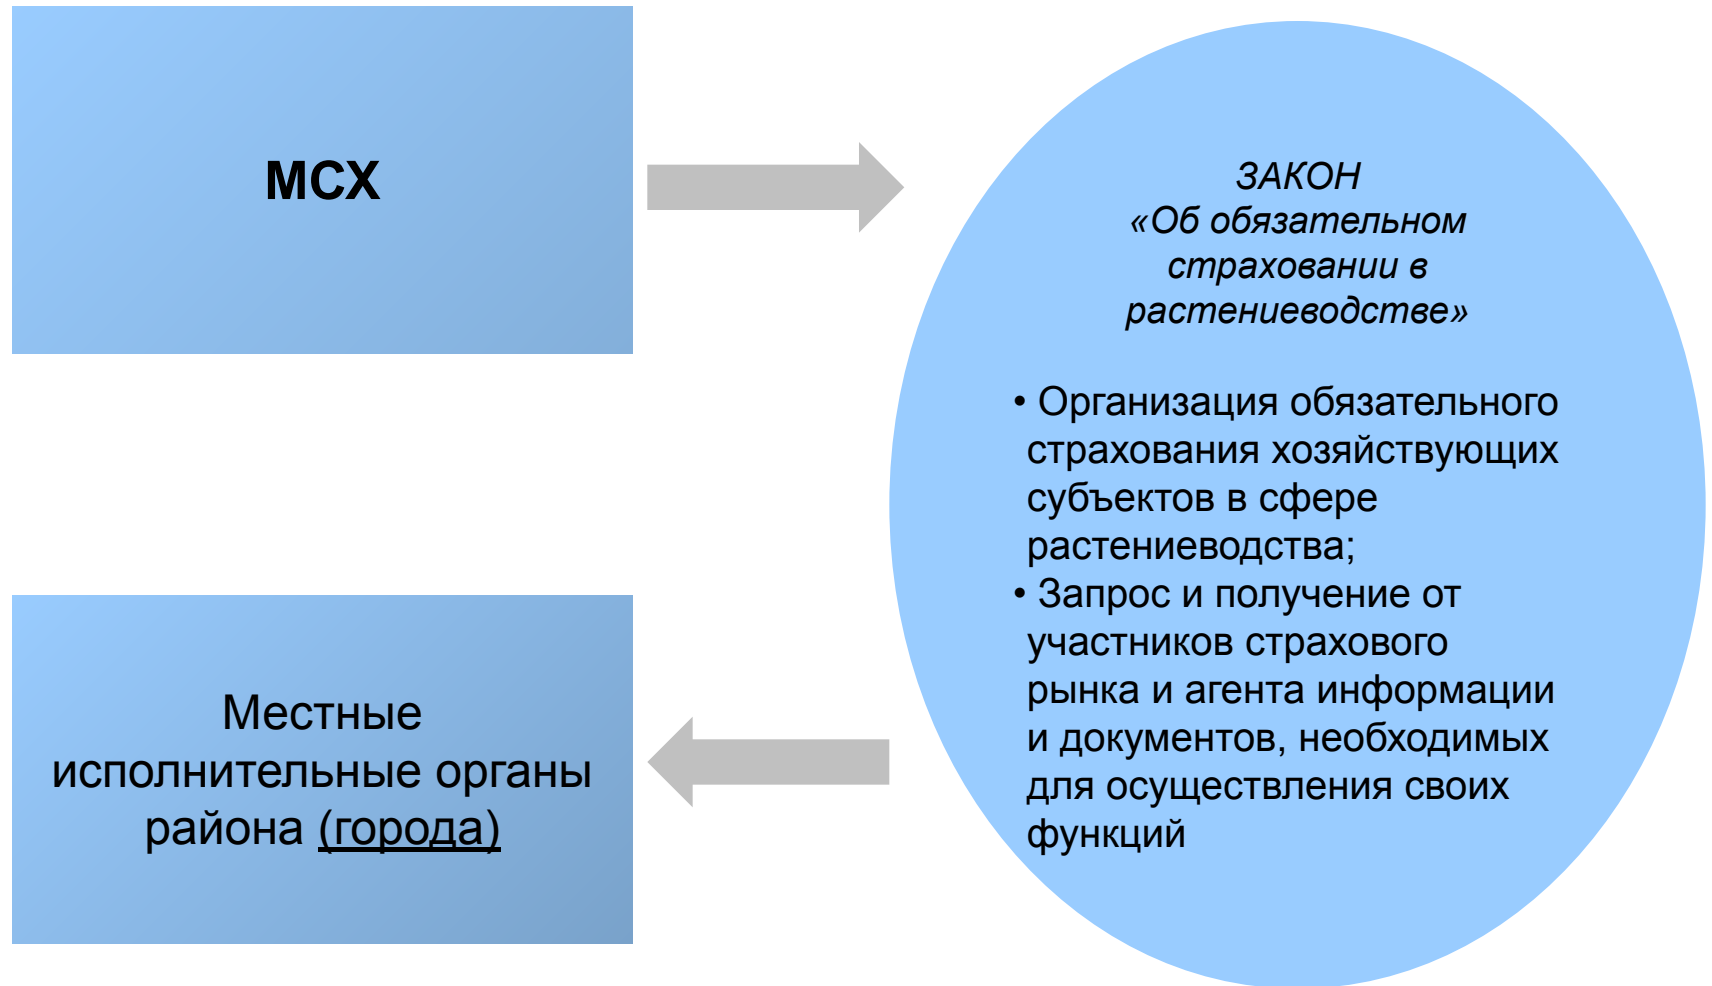 МСХ
ЗАКОН
«Об обязательном
страховании в
растениеводстве»
• Организация обязательного
страхования хозяйствующих
субъектов в сфере
растениеводства;
• Запрос и получение от
участников страхового
рынка и агента информации
и документов, необходимых
для осуществления своих
функций
Местные
исполнительные органы
района (города)